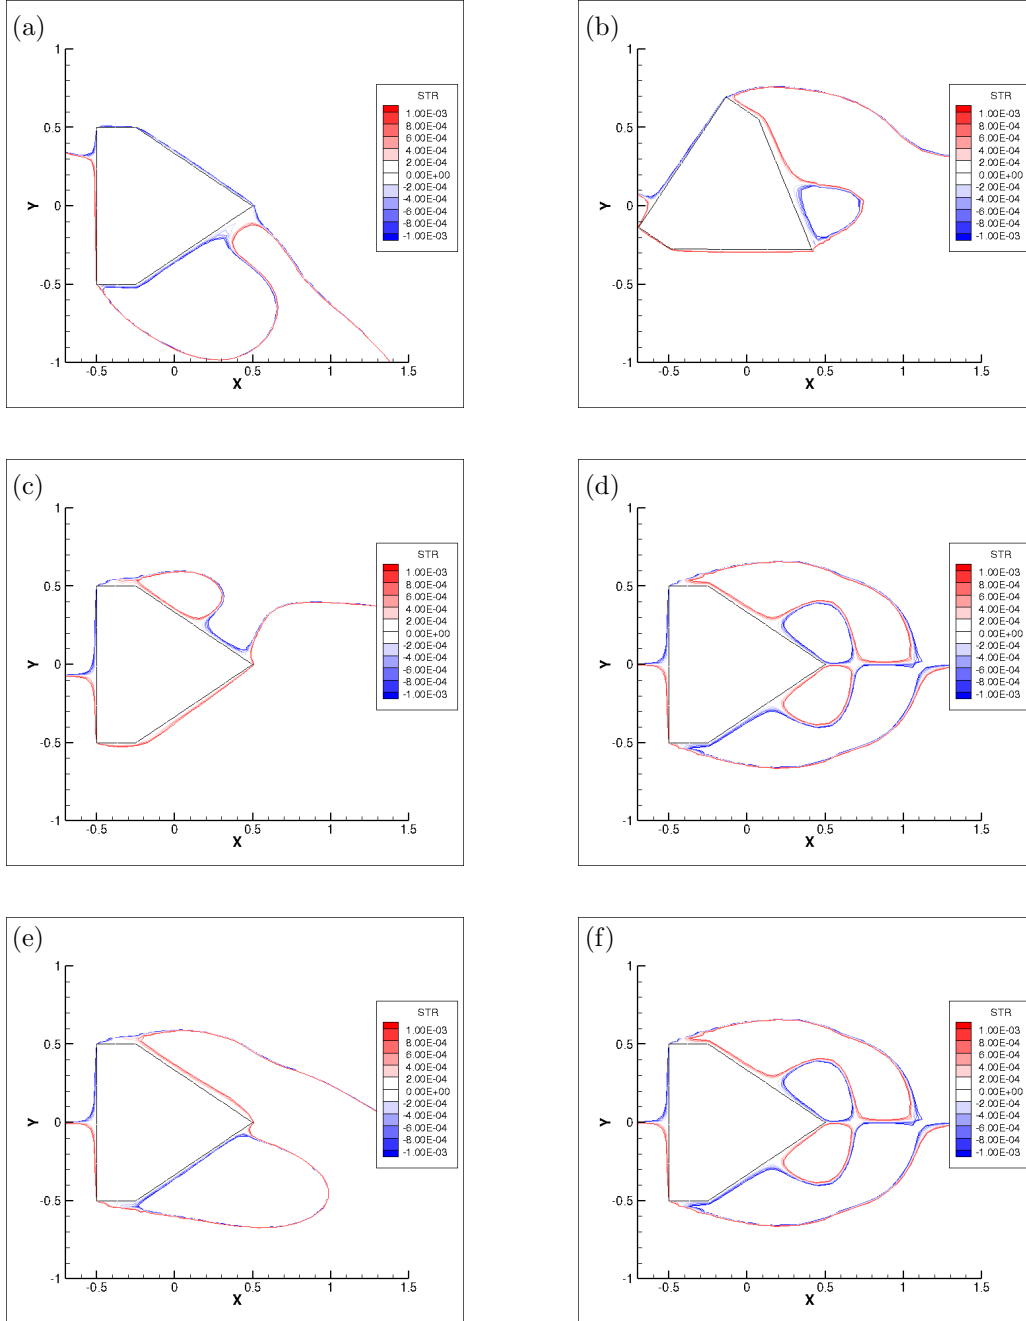 (a)
STR
1.00E-03
8.00E-04
6.00E-04
4.00E-04
2.00E-04
0.00E+00
-2.00E-04
-4.00E-04
-6.00E-04
-8.00E-04
-1.00E-03
1
0.5
0
-0.5
-1
Y
-0.5
0
0.5
1
1.5
X
(b)
STR
1.00E-03
8.00E-04
6.00E-04
4.00E-04
2.00E-04
0.00E+00
-2.00E-04
-4.00E-04
-6.00E-04
-8.00E-04
-1.00E-03
1
0.5
0
-0.5
-1
Y
-0.5
0
0.5
1
1.5
X
(c)
STR
1.00E-03
8.00E-04
6.00E-04
4.00E-04
2.00E-04
0.00E+00
-2.00E-04
-4.00E-04
-6.00E-04
-8.00E-04
-1.00E-03
1
0.5
0
-0.5
-1
Y
-0.5
0
0.5
1
1.5
X
(d)
STR
1.00E-03
8.00E-04
6.00E-04
4.00E-04
2.00E-04
0.00E+00
-2.00E-04
-4.00E-04
-6.00E-04
-8.00E-04
-1.00E-03
1
0.5
0
-0.5
-1
Y
-0.5
0
0.5
1
1.5
X
(e)
STR
1.00E-03
8.00E-04
6.00E-04
4.00E-04
2.00E-04
0.00E+00
-2.00E-04
-4.00E-04
-6.00E-04
-8.00E-04
-1.00E-03
1
0.5
0
-0.5
-1
Y
-0.5
0
0.5
1
1.5
X
(f)
STR
1.00E-03
8.00E-04
6.00E-04
4.00E-04
2.00E-04
0.00E+00
-2.00E-04
-4.00E-04
-6.00E-04
-8.00E-04
-1.00E-03
1
0.5
0
-0.5
-1
Y
-0.5
0
0.5
1
1.5
X